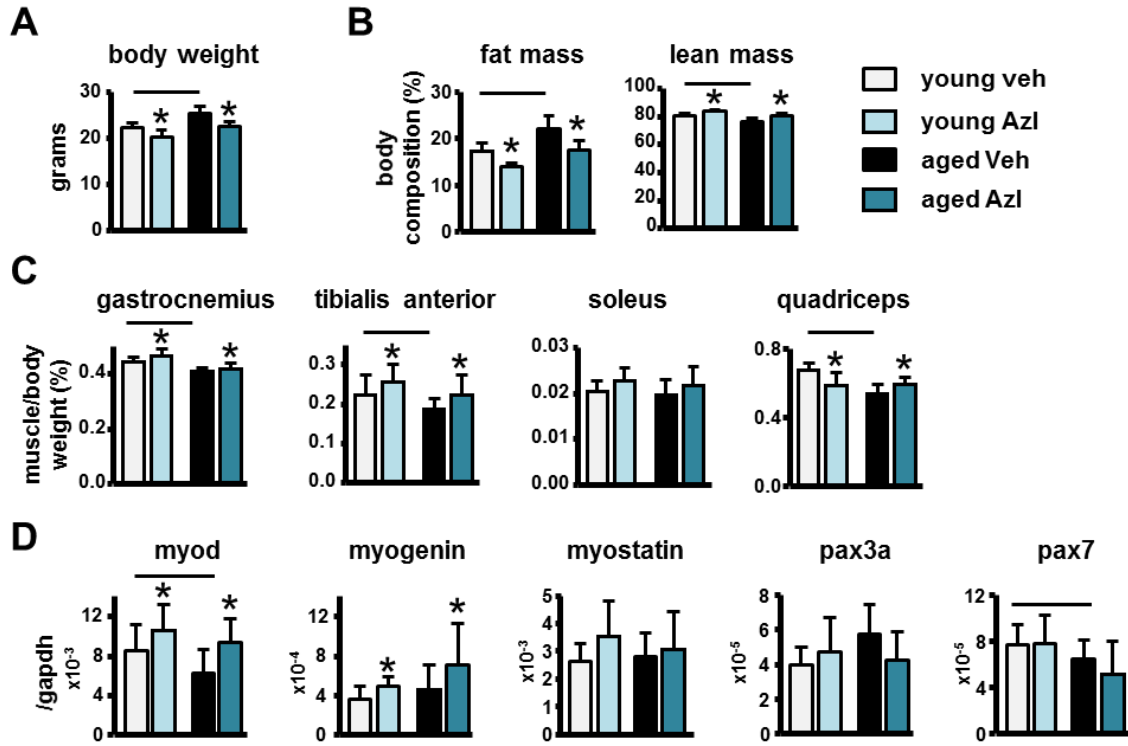 A
body weight
grams
30
20
10
0
*
*
B
fat mass
body
composition (%)
30
20
10
0
*
*
lean mass
100
80
60
40
20
0
*
*
young veh
young Azl
aged Veh
aged Azl
C
muscle/body
weight (%)
gastrocnemius
0.4
0.2
0.0
*
*
tibialis anterior
0.3
0.2
0.1
0.0
*
*
soleus
0.03
0.02
0.01
0.00
quadriceps
0.8
0.4
0.0
*
*
D
/gapdh
myod
x10-3
12
8
4
0
*
*
myogenin
x10-4
12
8
4
0
*
*
myostatin
x10-3
5
4
3
2
1
0
pax3a
x10-5
8
6
4
2
0
pax7
x10-5
12
8
4
0